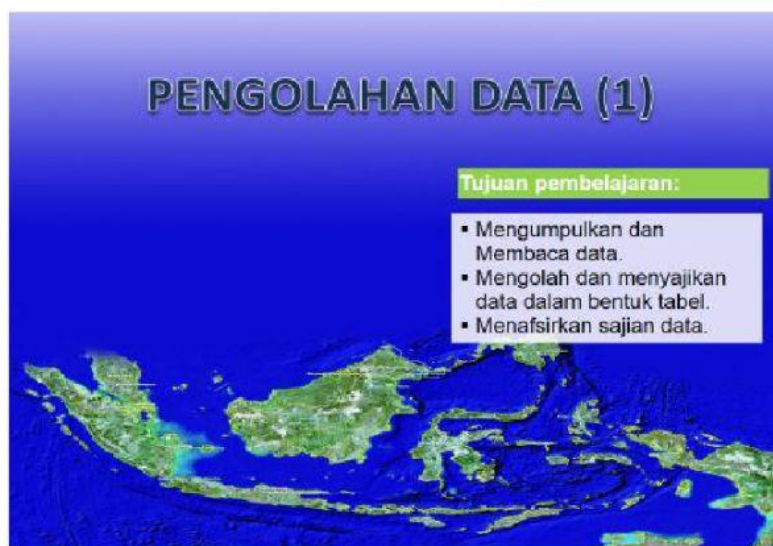 PENGOLAHAN DATA (1)
Tujuan pembelajaran:
▪ Mengumpulkan dan
Membaca data.
▪ Mengolah dan menyajikan
data dalam bentuk tabel.
▪ Menafsirkan sajian data.